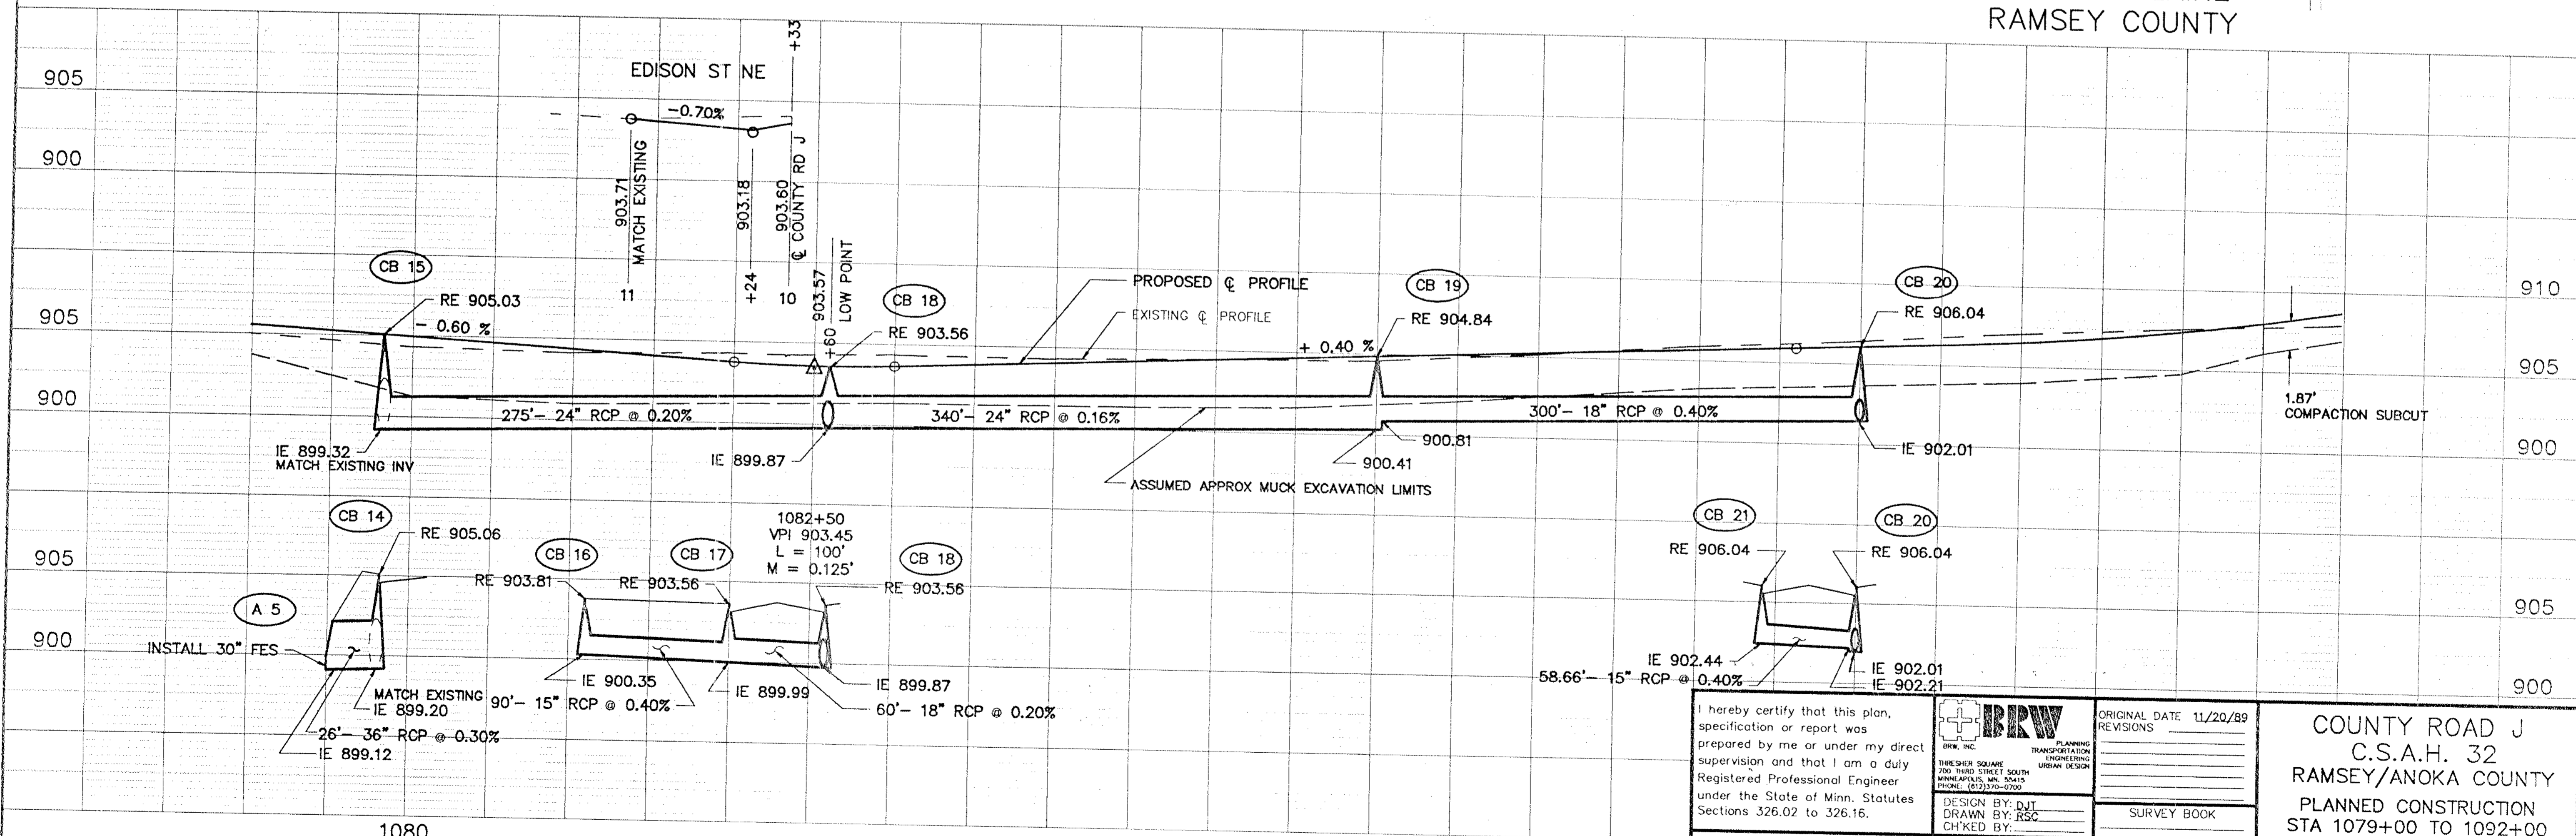 RAMSEY COUNTY
905
900
905
900
905
900
EDISON ST NE
-0.70%
+33
903.71
MATCH EXISTING
11
903.18
+24
903.60
℄ COUNTY RD J
10
903.57
LOW POINT
+60
CB 15
RE 905.03
- 0.60 %
CB 18
RE 903.56
PROPOSED ℄ PROFILE
EXISTING ℄ PROFILE
+ 0.40 %
CB 19
RE 904.84
CB 20
RE 906.04
910
905
900
905
900
275'- 24" RCP @ 0.20%
340'- 24" RCP @ 0.16%
300'- 18" RCP @ 0.40%
1.87'
COMPACTION SUBCUT
IE 899.32
MATCH EXISTING INV
IE 899.87
900.81
900.41
IE 902.01
ASSUMED APPROX MUCK EXCAVATION LIMITS
CB 14
RE 905.06
A 5
INSTALL 30" FES
MATCH EXISTING
IE 899.20
26'- 36" RCP @ 0.30%
IE 899.12
CB 16
RE 903.81
CB 17
RE 903.56
1082+50
VPI 903.45
L = 100'
M = 0.125'
CB 18
RE 903.56
IE 900.35
90'- 15" RCP @ 0.40%
IE 899.99
IE 899.87
60'- 18" RCP @ 0.20%
CB 21
RE 906.04
CB 20
RE 906.04
IE 902.44
58.66'- 15" RCP @ 0.40%
IE 902.01
IE 902.21
1080
I hereby certify that this plan,
specification or report was
prepared by me or under my direct
supervision and that I am a duly
Registered Professional Engineer
under the State of Minn. Statutes
Sections 326.02 to 326.16.
BRW
BRW, INC.
PLANNING
TRANSPORTATION
ENGINEERING
URBAN DESIGN
THRESHER SQUARE
700 THIRD STREET SOUTH
MINNEAPOLIS, MN. 55415
PHONE: (612)370-0700
DESIGN BY: DJT
DRAWN BY: RSC
CH'KED BY:
ORIGINAL DATE 11/20/89
REVISIONS
SURVEY BOOK
COUNTY ROAD J
C.S.A.H. 32
RAMSEY/ANOKA COUNTY
PLANNED CONSTRUCTION
STA 1079+00 TO 1092+00